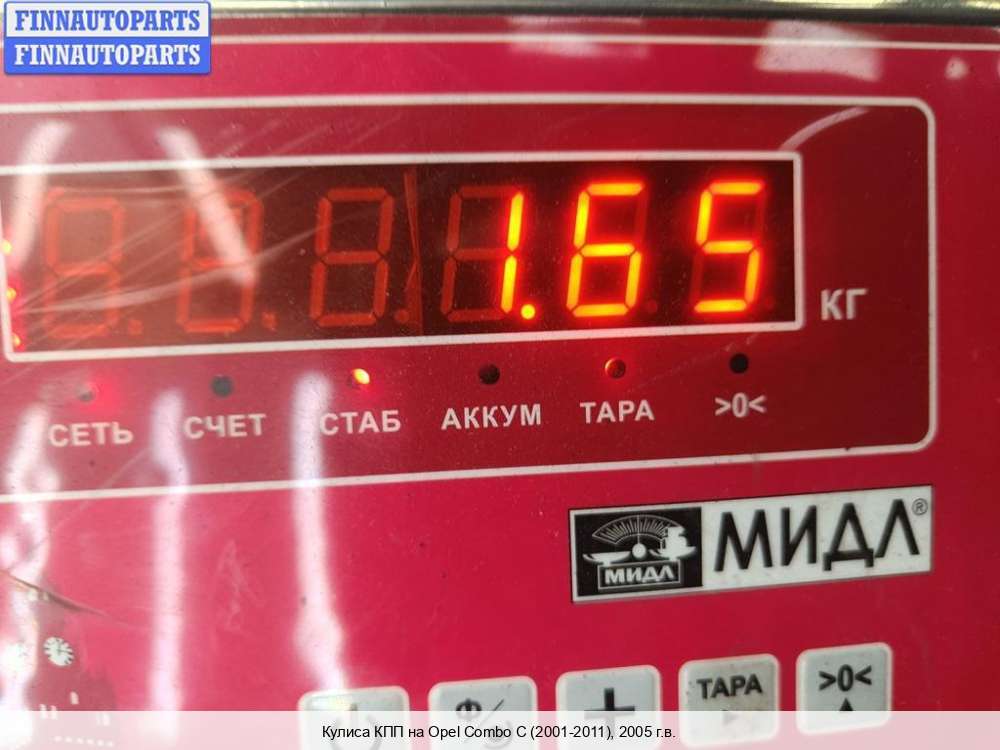 FINNAUTOPARTS
FINNAUTOPARTS
1.65
КГ
СЕТЬ СЧЕТ СТАБ АККУМ ТАРА >0<
МИДЛ МИДЛ®
Ф/9 + ТАРА >0<
Кулиса КПП на Opel Combo C (2001-2011), 2005 г.в.